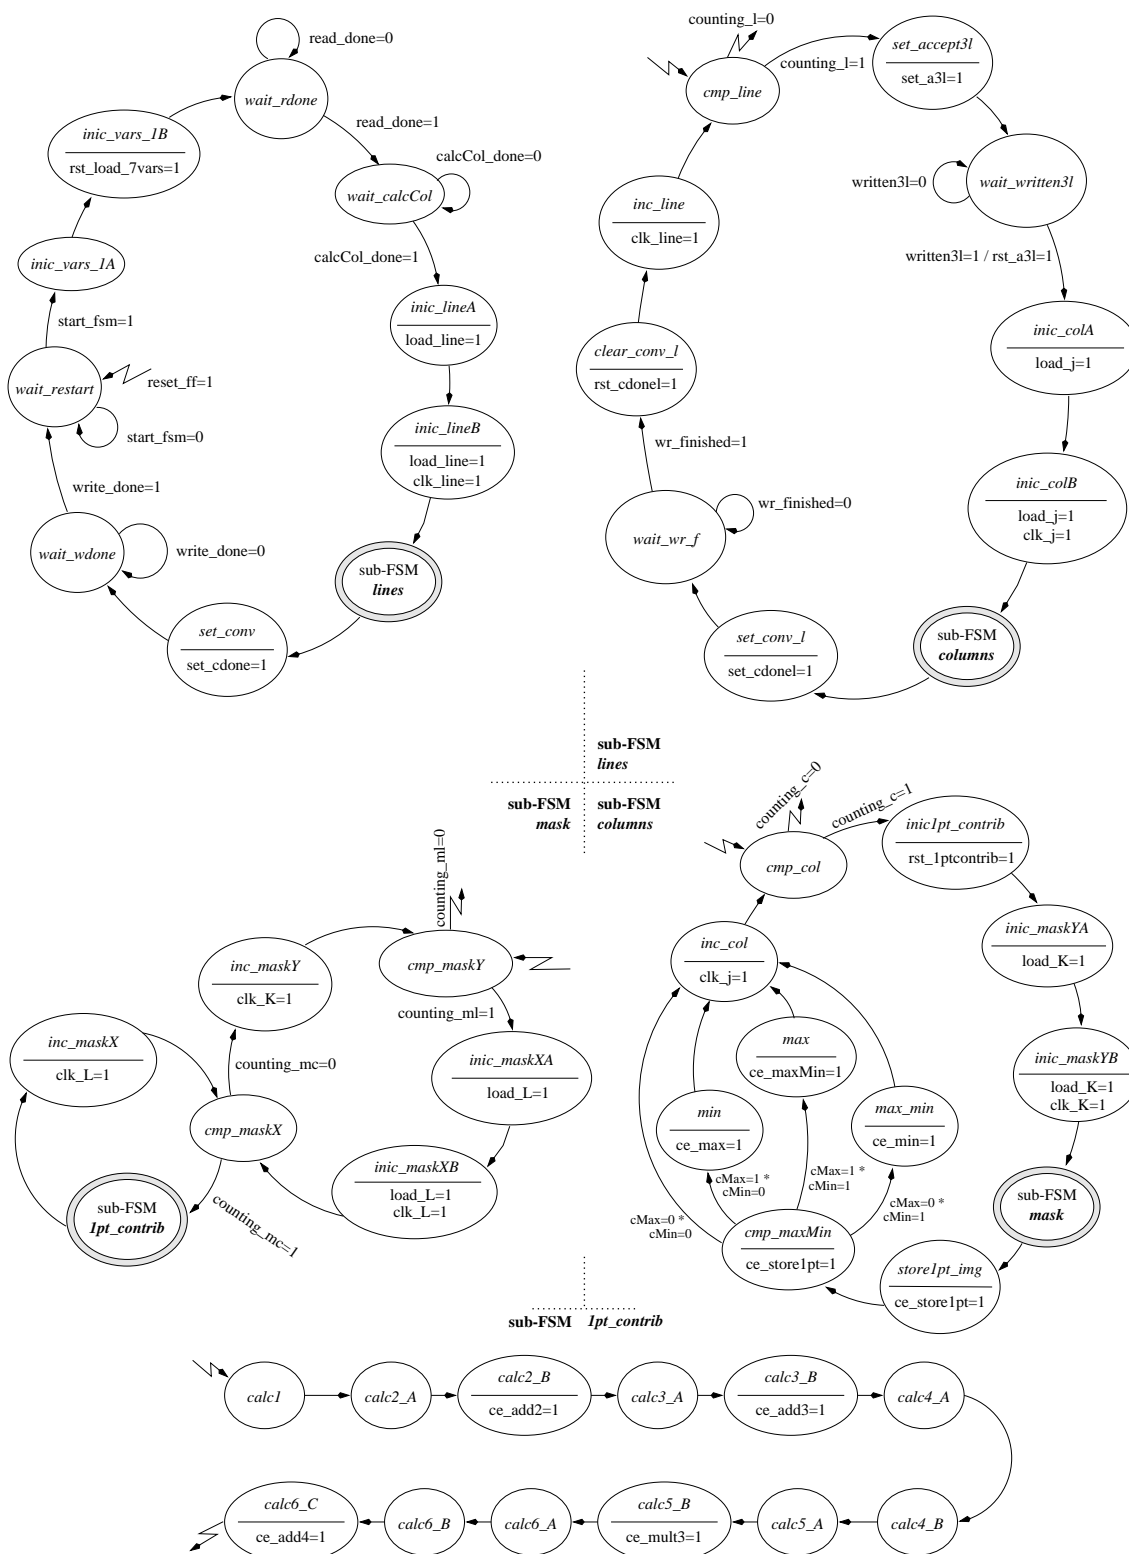 read_done=0
wait_rdone
inic_vars_1B
rst_load_7vars=1
read_done=1
calcCol_done=0
wait_calcCol
inic_vars_1A
calcCol_done=1
start_fsm=1
inic_lineA
load_line=1
wait_restart
reset_ff=1
start_fsm=0
inic_lineB
load_line=1
clk_line=1
write_done=1
wait_wdone
write_done=0
sub-FSM
lines
set_conv
set_cdone=1
counting_l=0
cmp_line
counting_l=1
set_accept3l
set_a3l=1
written3l=0
wait_written3l
inc_line
clk_line=1
written3l=1 / rst_a3l=1
inic_colA
load_j=1
clear_conv_l
rst_cdonel=1
wr_finished=1
inic_colB
load_j=1
clk_j=1
wr_finished=0
wait_wr_f
set_conv_l
set_cdonel=1
sub-FSM
columns
sub-FSM
lines
sub-FSM
mask
sub-FSM
columns
counting_ml=0
inc_maskY
clk_K=1
cmp_maskY
counting_ml=1
inc_maskX
clk_L=1
counting_mc=0
inic_maskXA
load_L=1
cmp_maskX
inic_maskXB
load_L=1
clk_L=1
sub-FSM
1pt_contrib
counting_mc=1
counting_c=0
counting_c=1
cmp_col
inic1pt_contrib
rst_1ptcontrib=1
inc_col
clk_j=1
inic_maskYA
load_K=1
max
ce_maxMin=1
inic_maskYB
load_K=1
clk_K=1
min
ce_max=1
max_min
ce_min=1
cMax=1 *
cMin=0
cMax=1 *
cMin=1
cMax=0 *
cMin=1
cMax=0 *
cMin=0
sub-FSM
mask
cmp_maxMin
ce_store1pt=1
store1pt_img
ce_store1pt=1
sub-FSM 1pt_contrib
calc1
calc2_A
calc2_B
ce_add2=1
calc3_A
calc3_B
ce_add3=1
calc4_A
calc6_C
ce_add4=1
calc6_B
calc6_A
calc5_B
ce_mult3=1
calc5_A
calc4_B